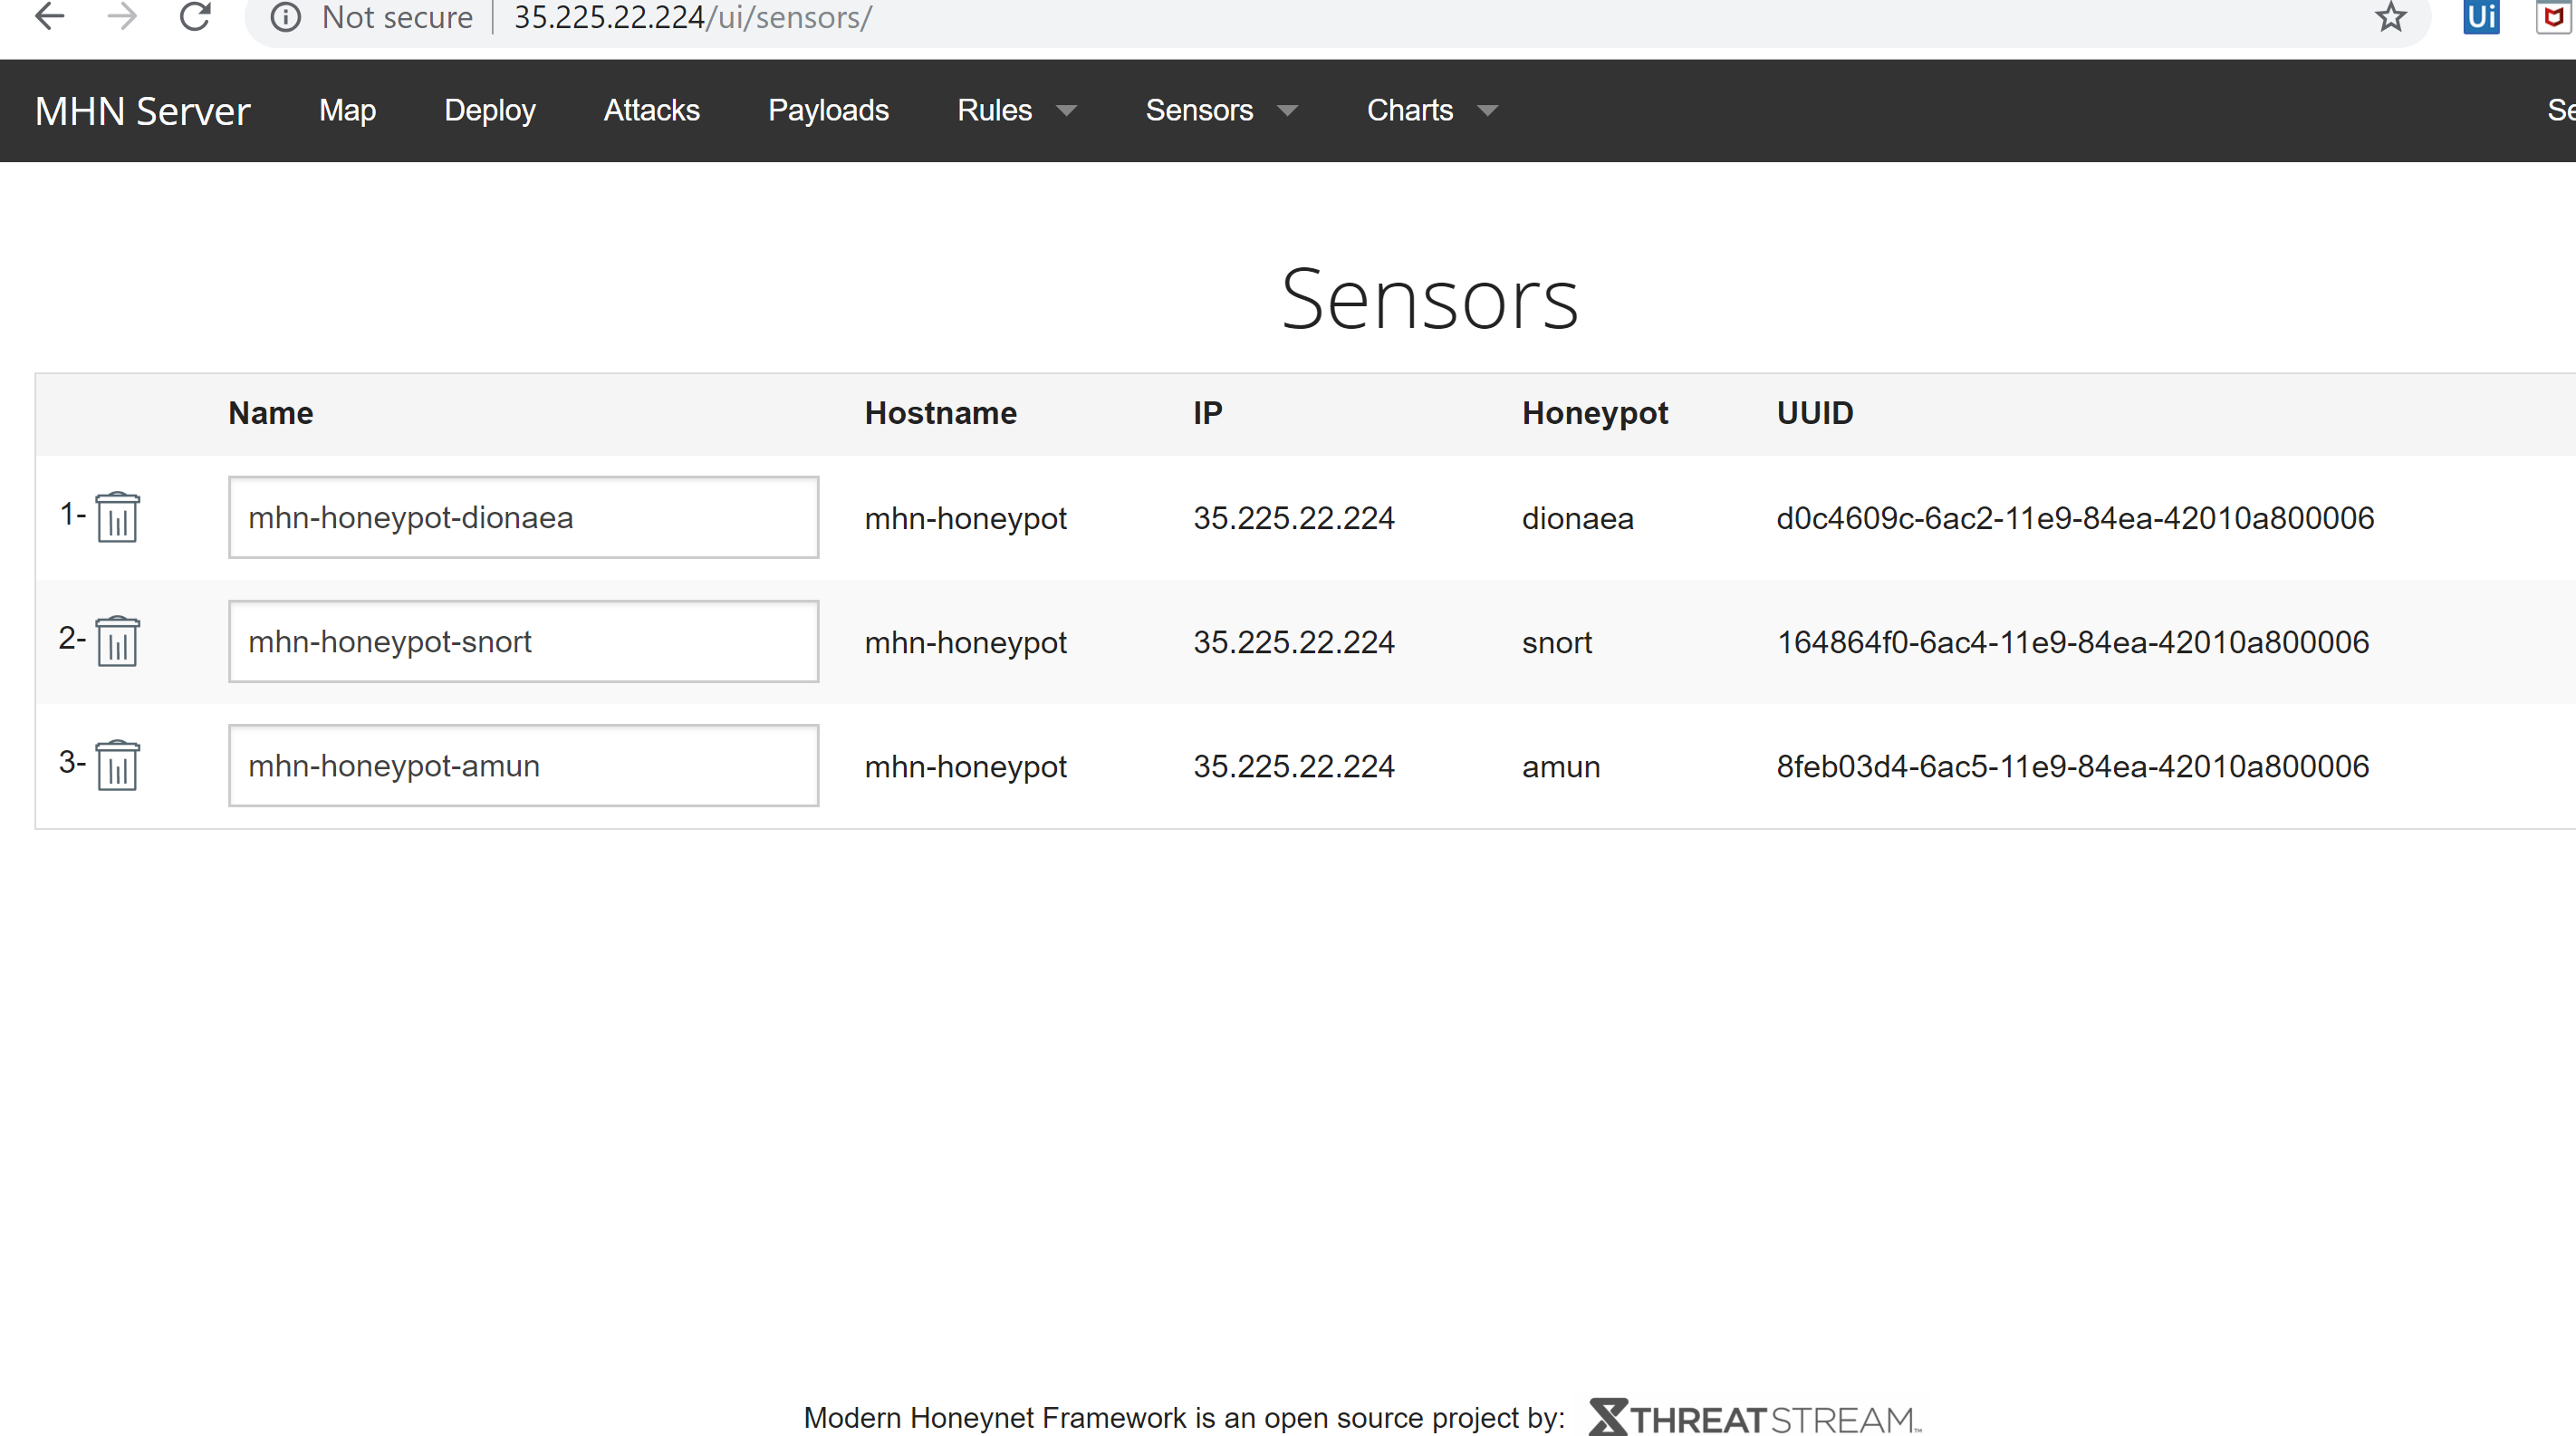 Not secure 35.225.22.224/ui/sensors/ Ui
MHN Server Map Deploy Attacks Payloads Rules Sensors Charts Se
Sensors
Name Hostname IP Honeypot UUID
1- mhn-honeypot-dionaea mhn-honeypot 35.225.22.224 dionaea d0c4609c-6ac2-11e9-84ea-42010a800006
2- mhn-honeypot-snort mhn-honeypot 35.225.22.224 snort 164864f0-6ac4-11e9-84ea-42010a800006
3- mhn-honeypot-amun mhn-honeypot 35.225.22.224 amun 8feb03d4-6ac5-11e9-84ea-42010a800006
Modern Honeynet Framework is an open source project by: THREATSTREAM™